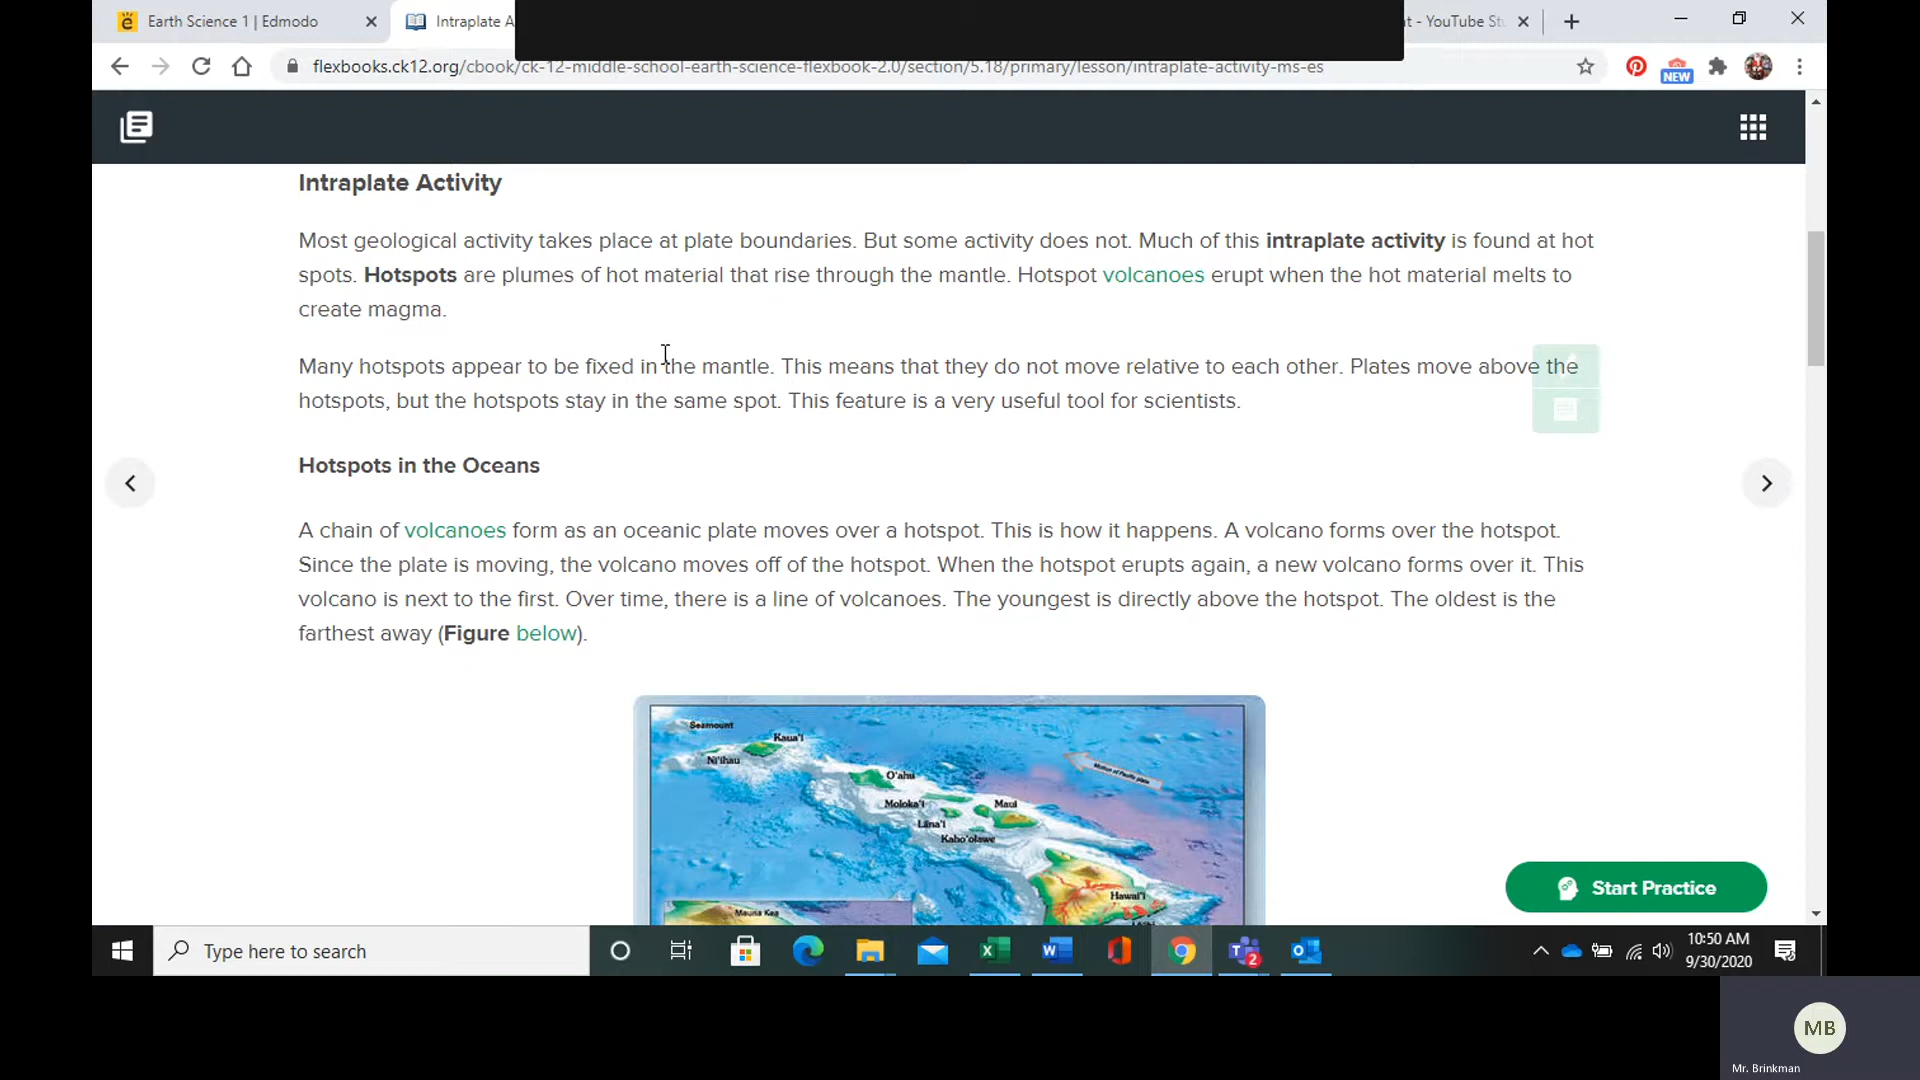 Earth Science 1 | Edmodo
Intraplate A
t - YouTube Stu
flexbooks.ck12.org/cbook/ck-12-middle-school-earth-science-flexbook-2.0/section/5.18/primary/lesson/intraplate-activity-ms-es
NEW
Intraplate Activity
Most geological activity takes place at plate boundaries. But some activity does not. Much of this intraplate activity is found at hot
spots. Hotspots are plumes of hot material that rise through the mantle. Hotspot volcanoes erupt when the hot material melts to
create magma.
Many hotspots appear to be fixed in the mantle. This means that they do not move relative to each other. Plates move above the
hotspots, but the hotspots stay in the same spot. This feature is a very useful tool for scientists.
Hotspots in the Oceans
A chain of volcanoes form as an oceanic plate moves over a hotspot. This is how it happens. A volcano forms over the hotspot.
Since the plate is moving, the volcano moves off of the hotspot. When the hotspot erupts again, a new volcano forms over it. This
volcano is next to the first. Over time, there is a line of volcanoes. The youngest is directly above the hotspot. The oldest is the
farthest away (Figure below).
Seamount
Kaua'i
Ni'ihau
O'ahu
Motion of Pacific plate
Moloka'i
Maui
Lāna'i
Kaho'olawe
Hawai'i
Mauna Kea
Start Practice
Type here to search
2
10:50 AM
9/30/2020
MB
Mr. Brinkman